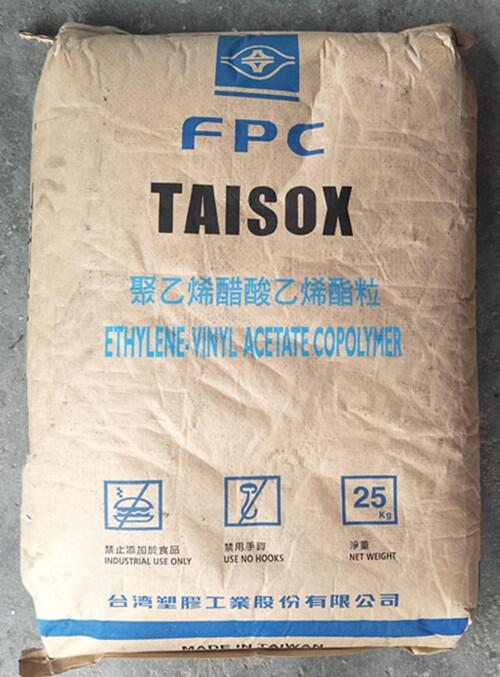 FPC
TAISOX
聚乙烯醋酸乙烯酯粒
ETHYLENE-VINYL ACETATE COPOLYMER
25
Kg
禁止添加於食品
INDUSTRIAL USE ONLY
禁用手鈎
USE NO HOOKS
淨重
NET WEIGHT
台湾塑膠工業股份有限公司
MADE IN TAIWAN